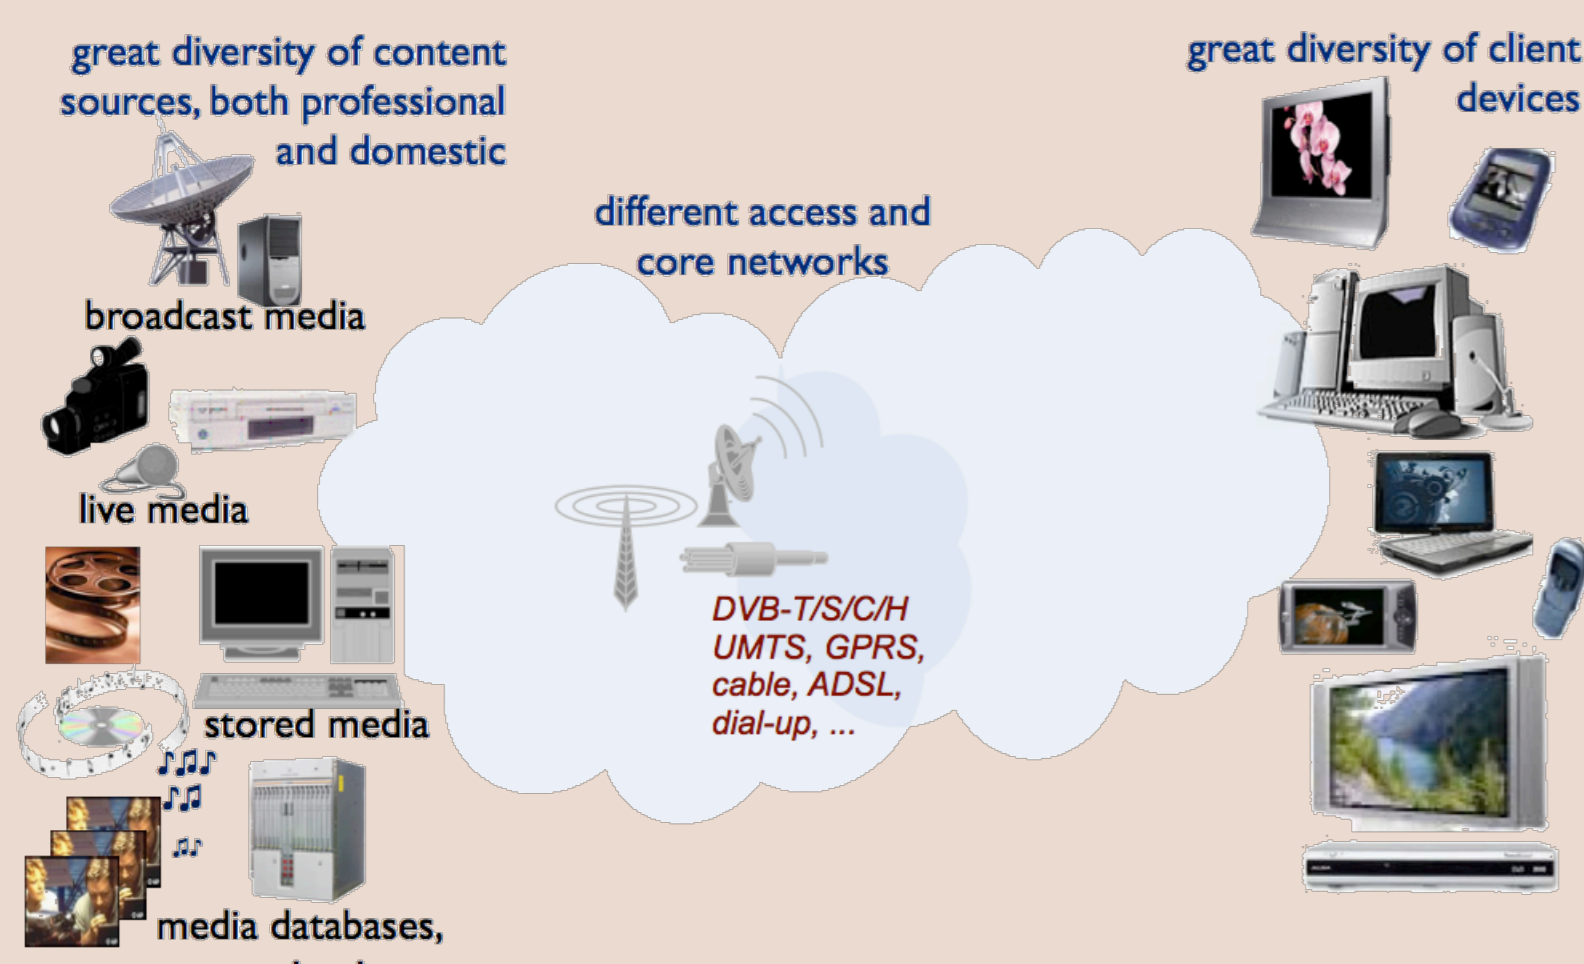 great diversity of content
sources, both professional
and domestic
broadcast media
live media
stored media
media databases,
different access and
core networks
DVB-T/S/C/H
UMTS, GPRS,
cable, ADSL,
dial-up, ...
great diversity of client
devices